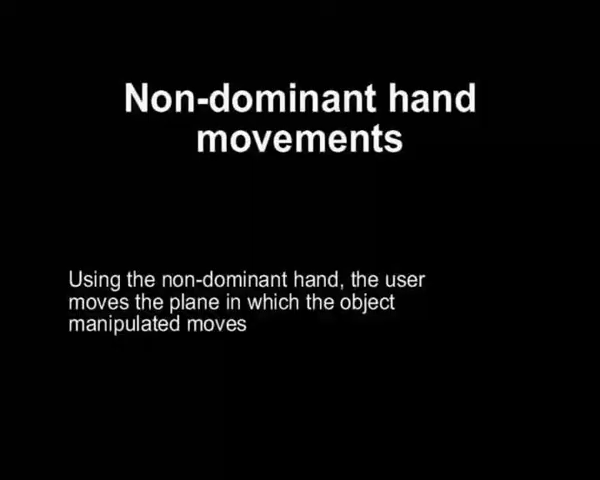 Non-dominant hand
movements
Using the non-dominant hand, the user
moves the plane in which the object
manipulated moves